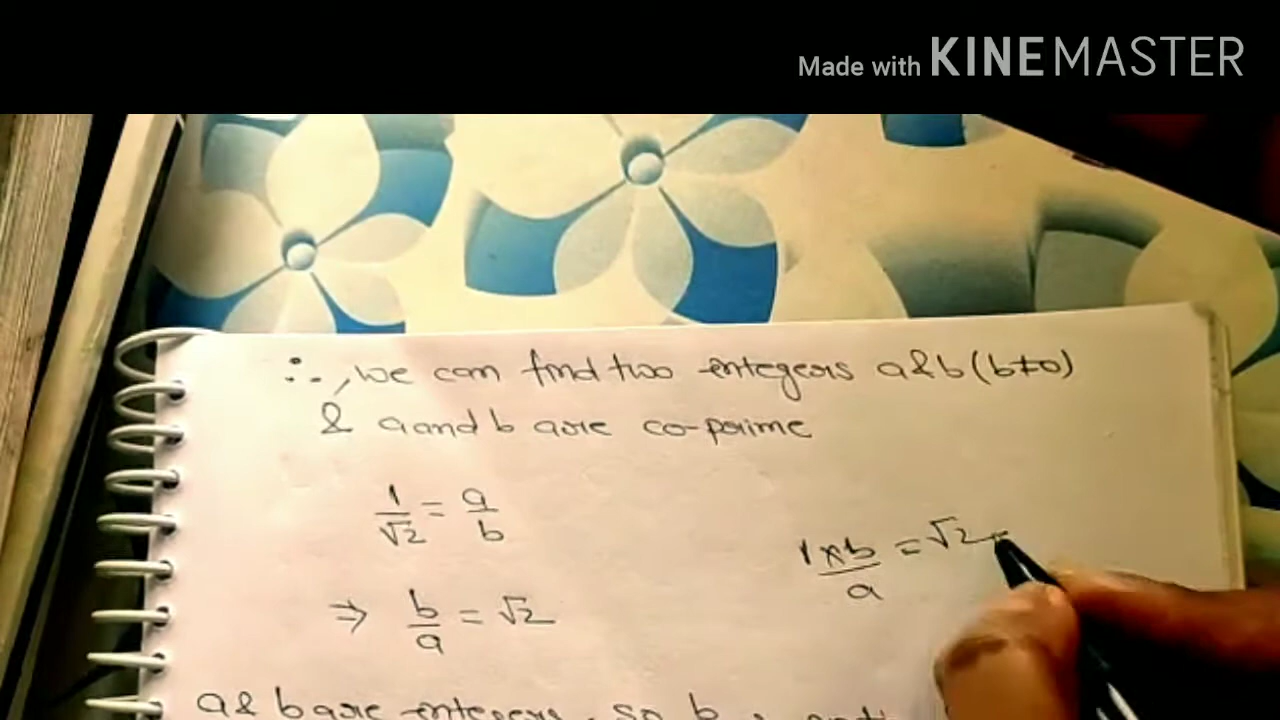 Made with KINEMASTER
∴, we can find two integers a & b (b≠0)
& a and b are co-prime
1/√2 = a/b
1×b/a = √2
⇒ b/a = √2
a & b are integers, so b